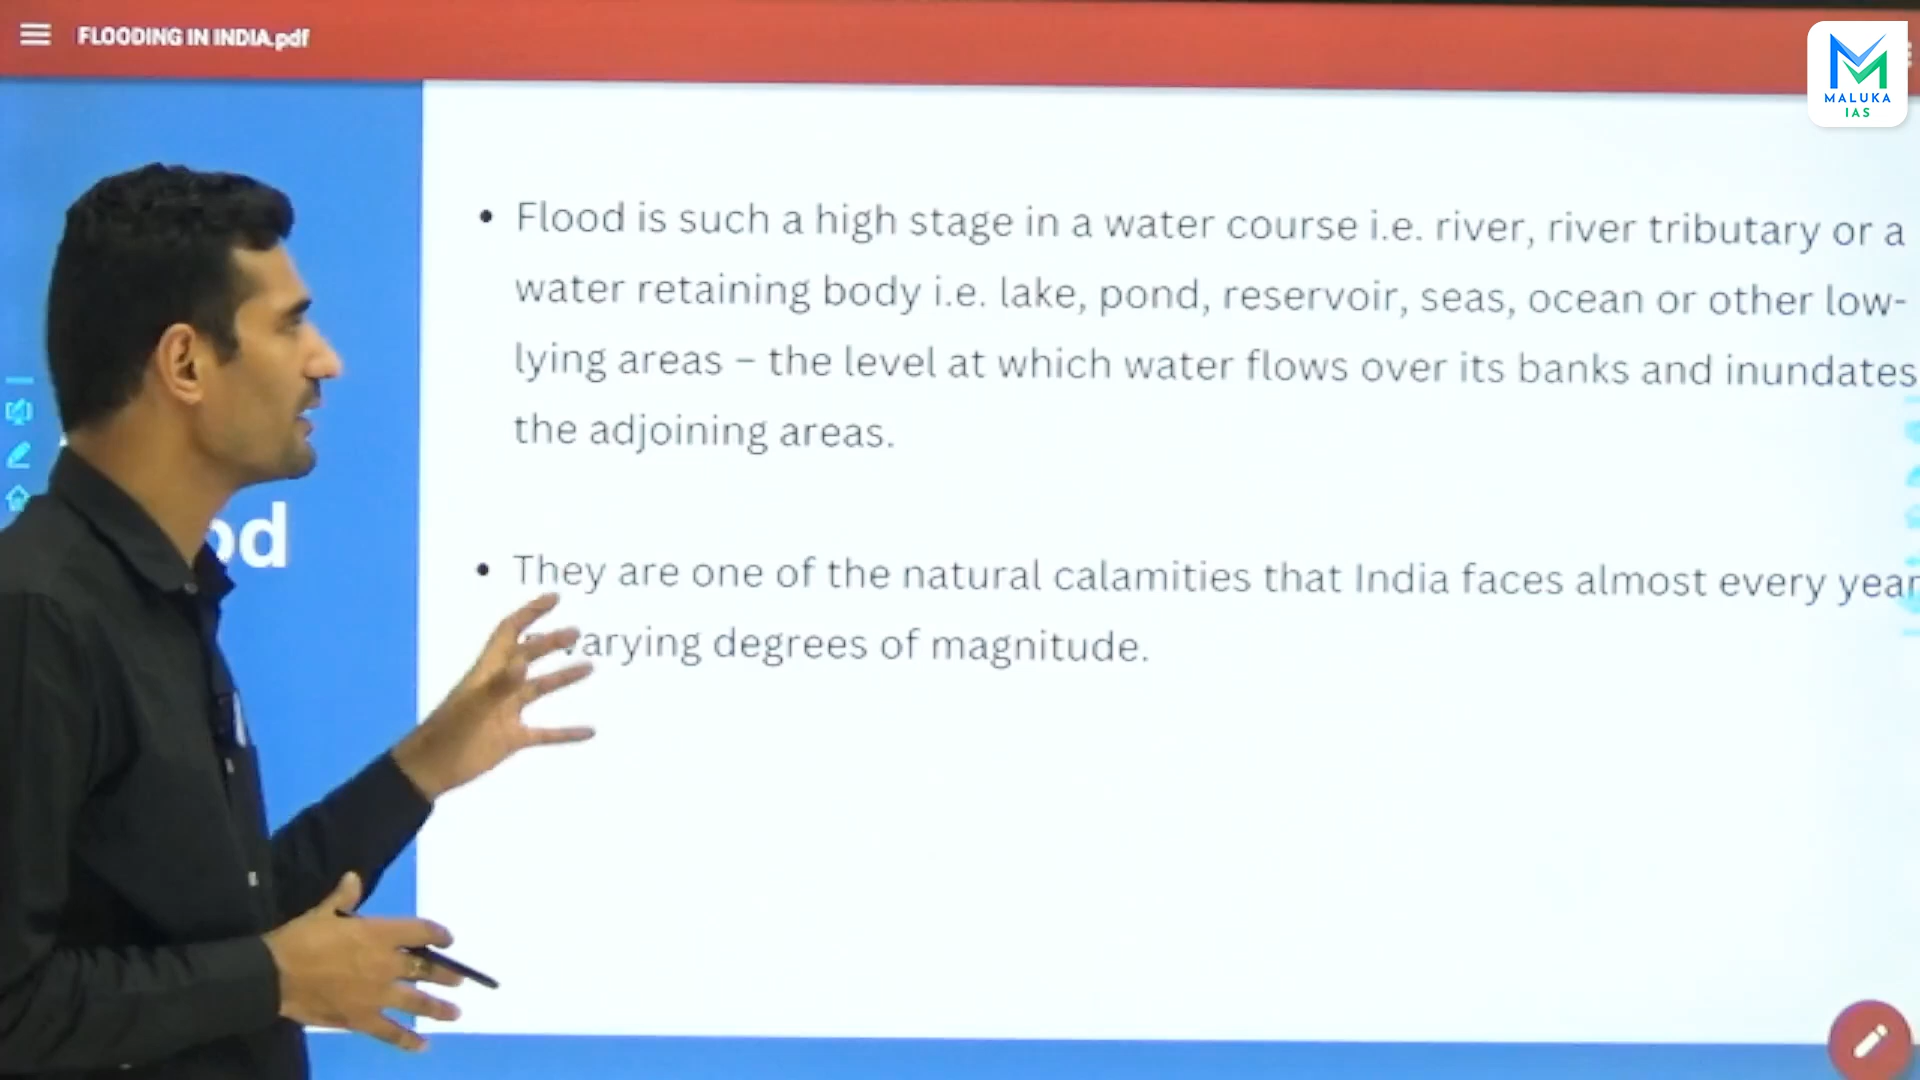 FLOODING IN INDIA.pdf
MALUKA
IAS
• Flood is such a high stage in a water course i.e. river, river tributary or a
water retaining body i.e. lake, pond, reservoir, seas, ocean or other low-
lying areas – the level at which water flows over its banks and inundates
the adjoining areas.
• They are one of the natural calamities that India faces almost every year
varying degrees of magnitude.